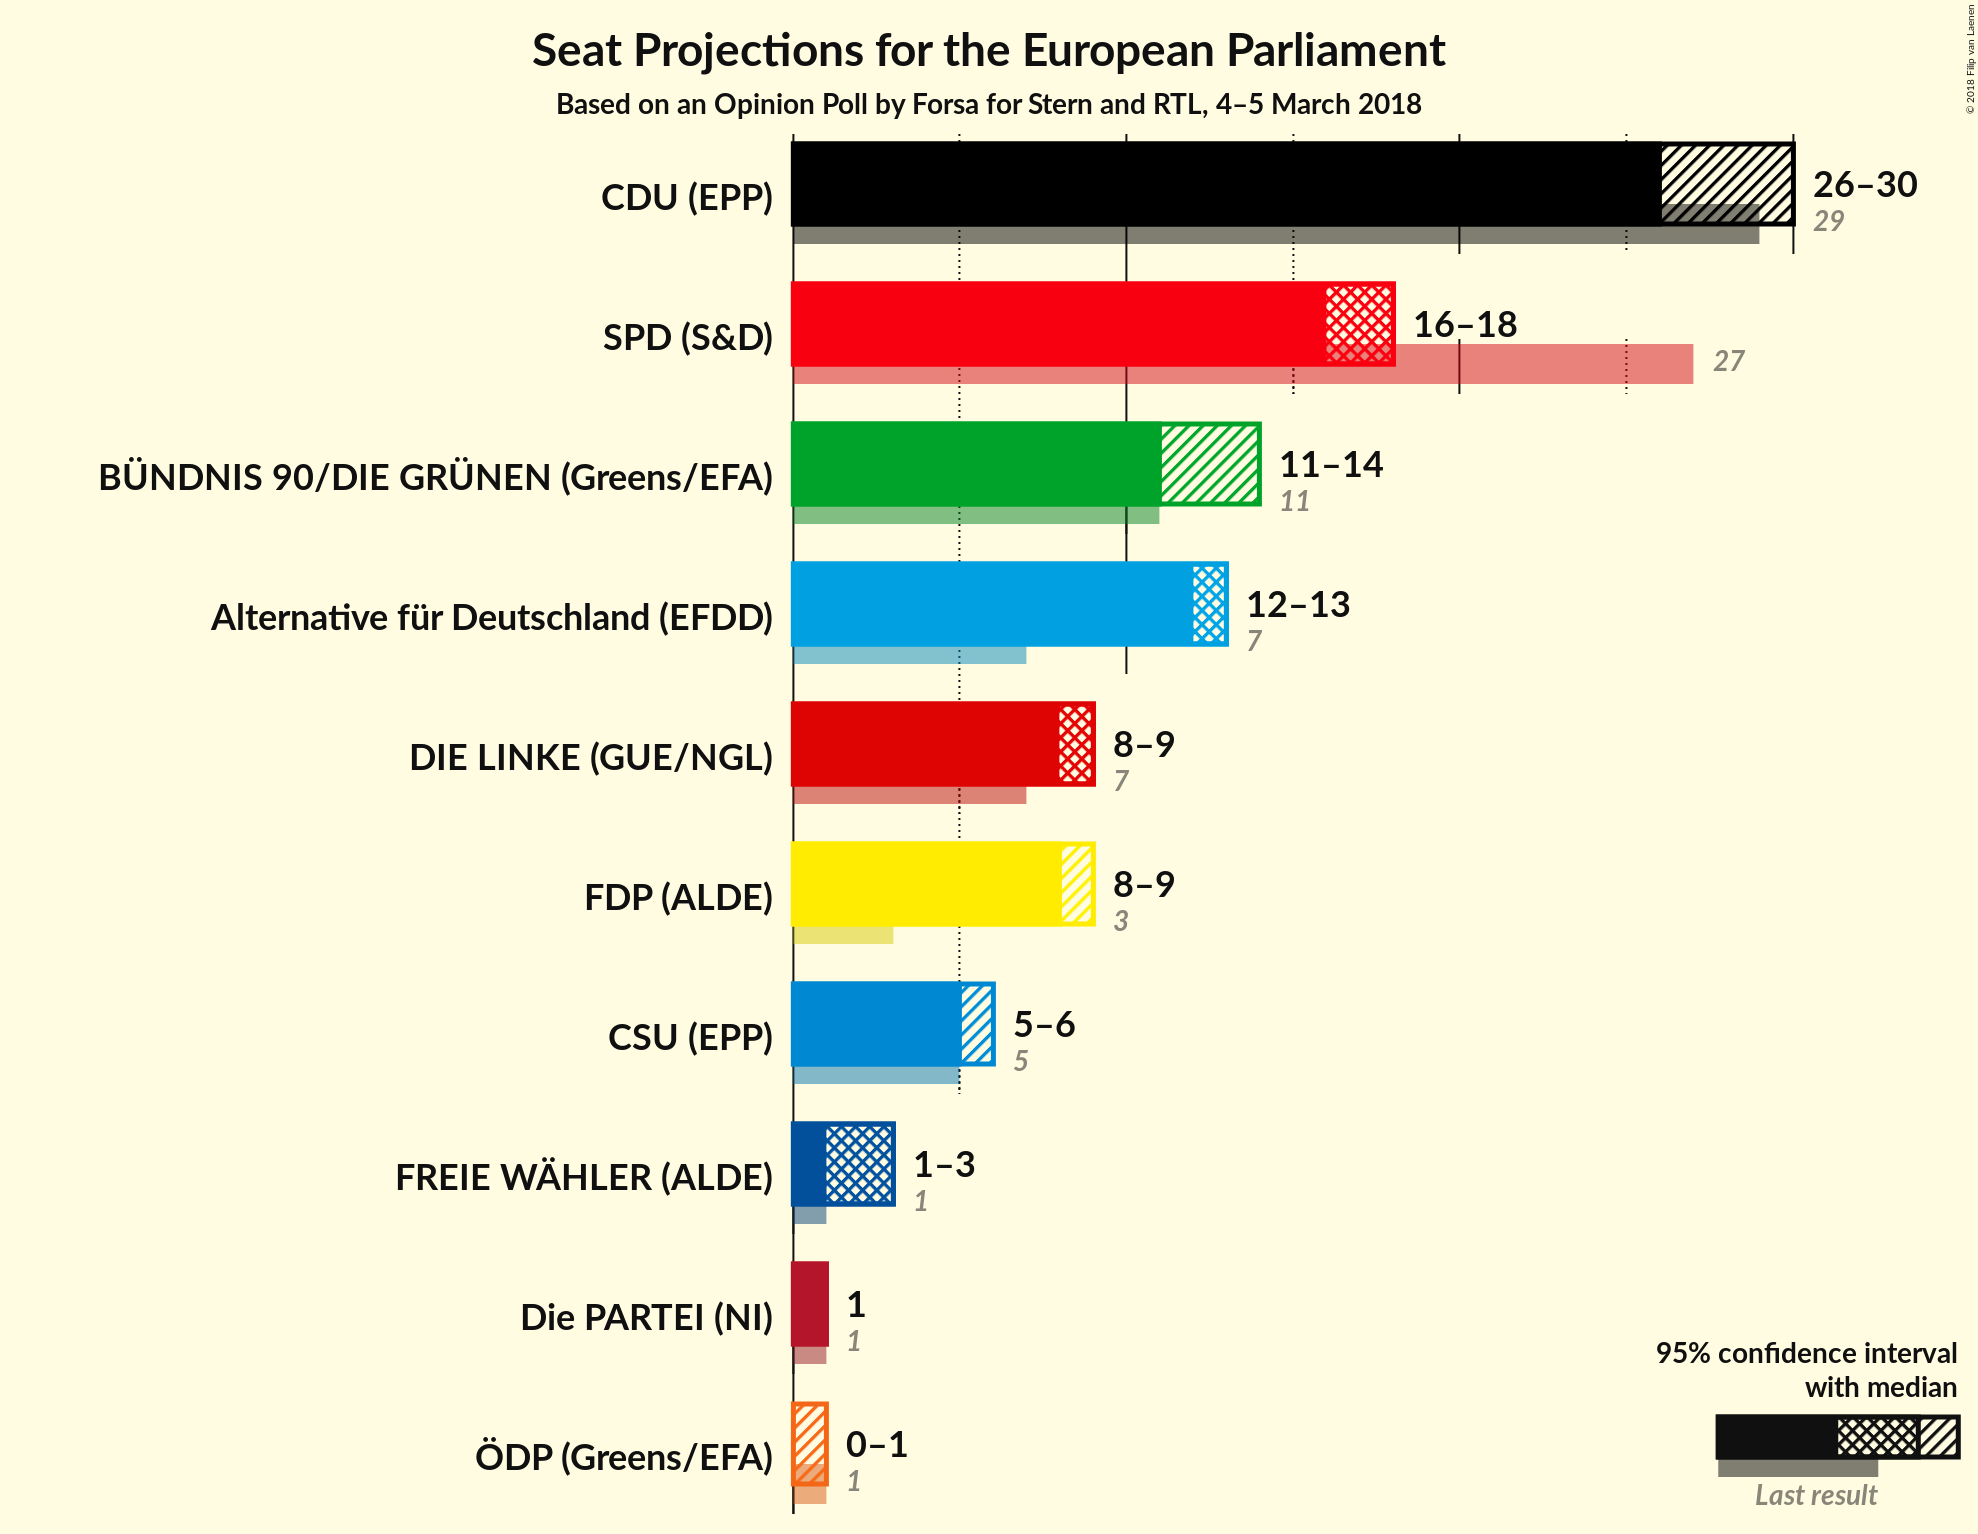 Seat Projections for the European Parliament
Based on an Opinion Poll by Forsa for Stern and RTL, 4–5 March 2018
© 2018 Filip van Laenen
CDU (EPP)
26–30
29
SPD (S&D)
16–18
27
BÜNDNIS 90/DIE GRÜNEN (Greens/EFA)
11–14
11
Alternative für Deutschland (EFDD)
12–13
7
DIE LINKE (GUE/NGL)
8–9
7
FDP (ALDE)
8–9
3
CSU (EPP)
5–6
5
FREIE WÄHLER (ALDE)
1–3
1
Die PARTEI (NI)
1
1
ÖDP (Greens/EFA)
0–1
1
95% confidence interval
with median
Last result